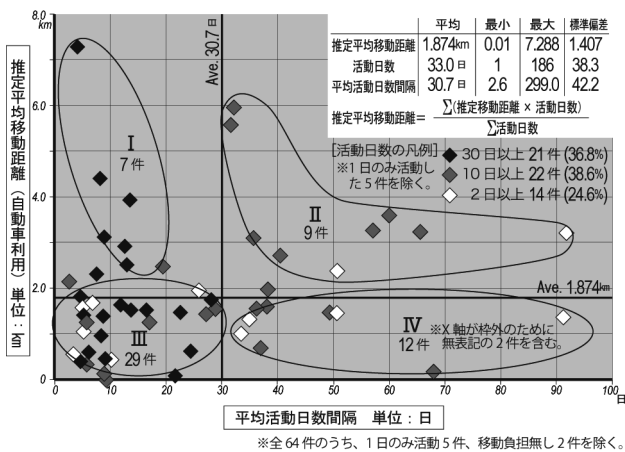 8.0
km
6.0
4.0
2.0
0
推定平均移動距離(自動車利用) 単位:km
Ave. 30.7 日
平均 最小 最大 標準偏差
推定平均移動距離 1.874km 0.01 7.288 1.407
活動日数 33.0 日 1 186 38.3
平均活動日数間隔 30.7 日 2.6 299.0 42.2
推定平均移動距離= ∑(推定移動距離 × 活動日数)
∑活動日数
[活動日数の凡例]
※1日のみ活動し
た5件を除く。
30日以上 21件(36.8%)
10日以上 22件(38.6%)
2日以上 14件(24.6%)
I
7件
II
9件
Ave. 1.874km
III
29件
IV
12件
※X軸が枠外のために
無表記の2件を含む。
0 10 20 30 40 50 60 70 80 90 100
日
平均活動日数間隔 単位:日
※全64件のうち、1日のみ活動5件、移動負担無し2件を除く。